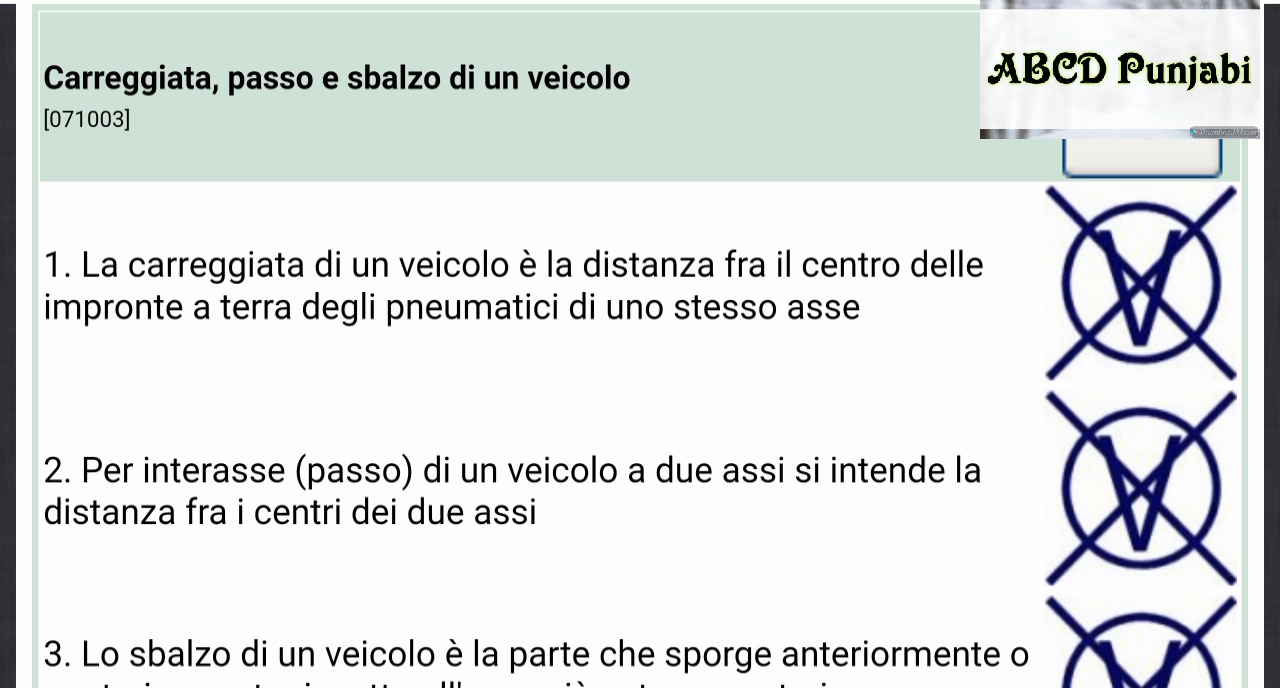 Carreggiata, passo e sbalzo di un veicolo
[071003]
ABCD Punjabi
1. La carreggiata di un veicolo è la distanza fra il centro delle
impronte a terra degli pneumatici di uno stesso asse
V
2. Per interasse (passo) di un veicolo a due assi si intende la
distanza fra i centri dei due assi
V
3. Lo sbalzo di un veicolo è la parte che sporge anteriormente o
V